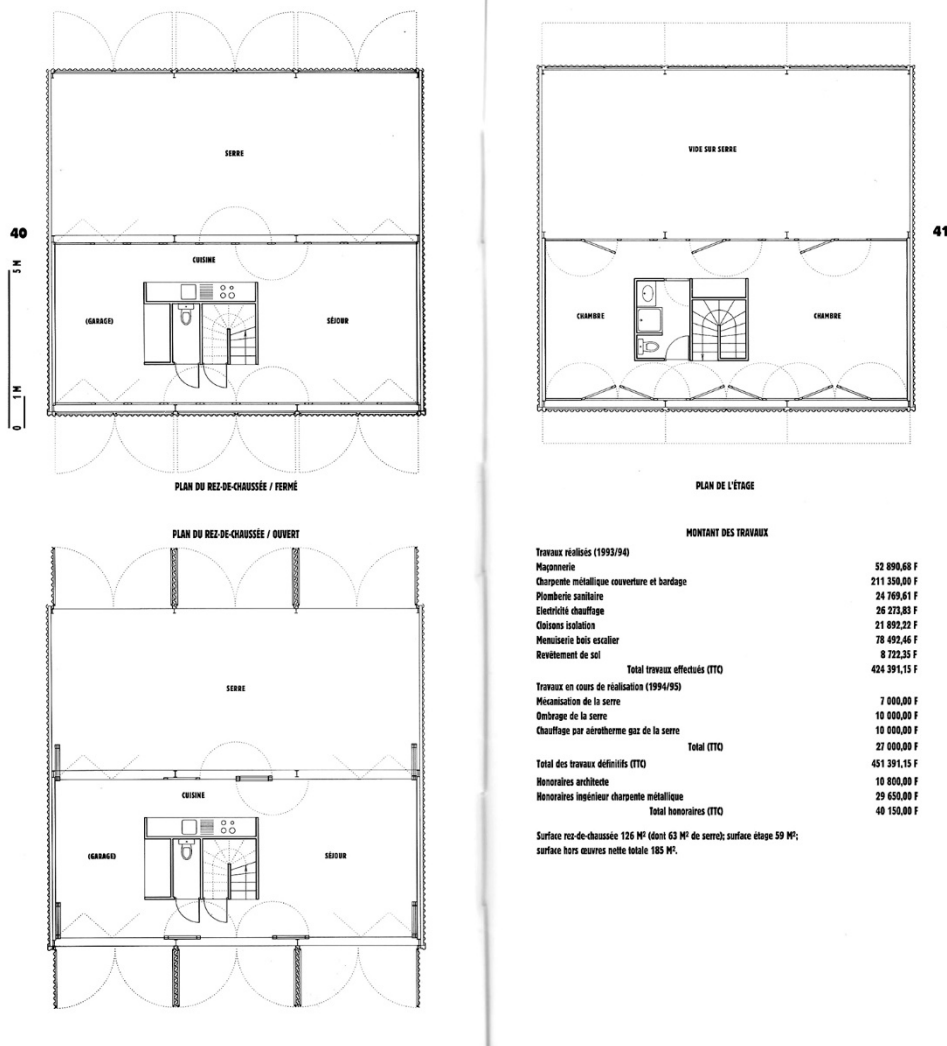 SERRE
40
CUISINE
5 M
(GARAGE)
SÉJOUR
1 M
0
PLAN DU REZ-DE-CHAUSSÉE / FERMÉ
PLAN DU REZ-DE-CHAUSSÉE / OUVERT
SERRE
CUISINE
(GARAGE)
SÉJOUR
VIDE SUR SERRE
41
CHAMBRE
CHAMBRE
PLAN DE L'ÉTAGE
MONTANT DES TRAVAUX
Travaux réalisés (1993/94)
Maçonnerie 52 890,68 F
Charpente métallique couverture et bardage 211 350,00 F
Plomberie sanitaire 24 769,61 F
Electricité chauffage 26 273,83 F
Cloisons isolation 21 892,22 F
Menuiserie bois escalier 78 492,46 F
Revêtement de sol 8 722,35 F
Total travaux effectués (TTC) 424 391,15 F
Travaux en cours de réalisation (1994/95)
Mécanisation de la serre 7 000,00 F
Ombrage de la serre 10 000,00 F
Chauffage par aérotherme gaz de la serre 10 000,00 F
Total (TTC) 27 000,00 F
Total des travaux définitifs (TTC) 451 391,15 F
Honoraires architecte 10 800,00 F
Honoraires ingénieur charpente métallique 29 650,00 F
Total honoraires (TTC) 40 150,00 F
Surface rez-de-chaussée 126 M² (dont 63 M² de serre); surface étage 59 M²;
surface hors œuvres nette totale 185 M².